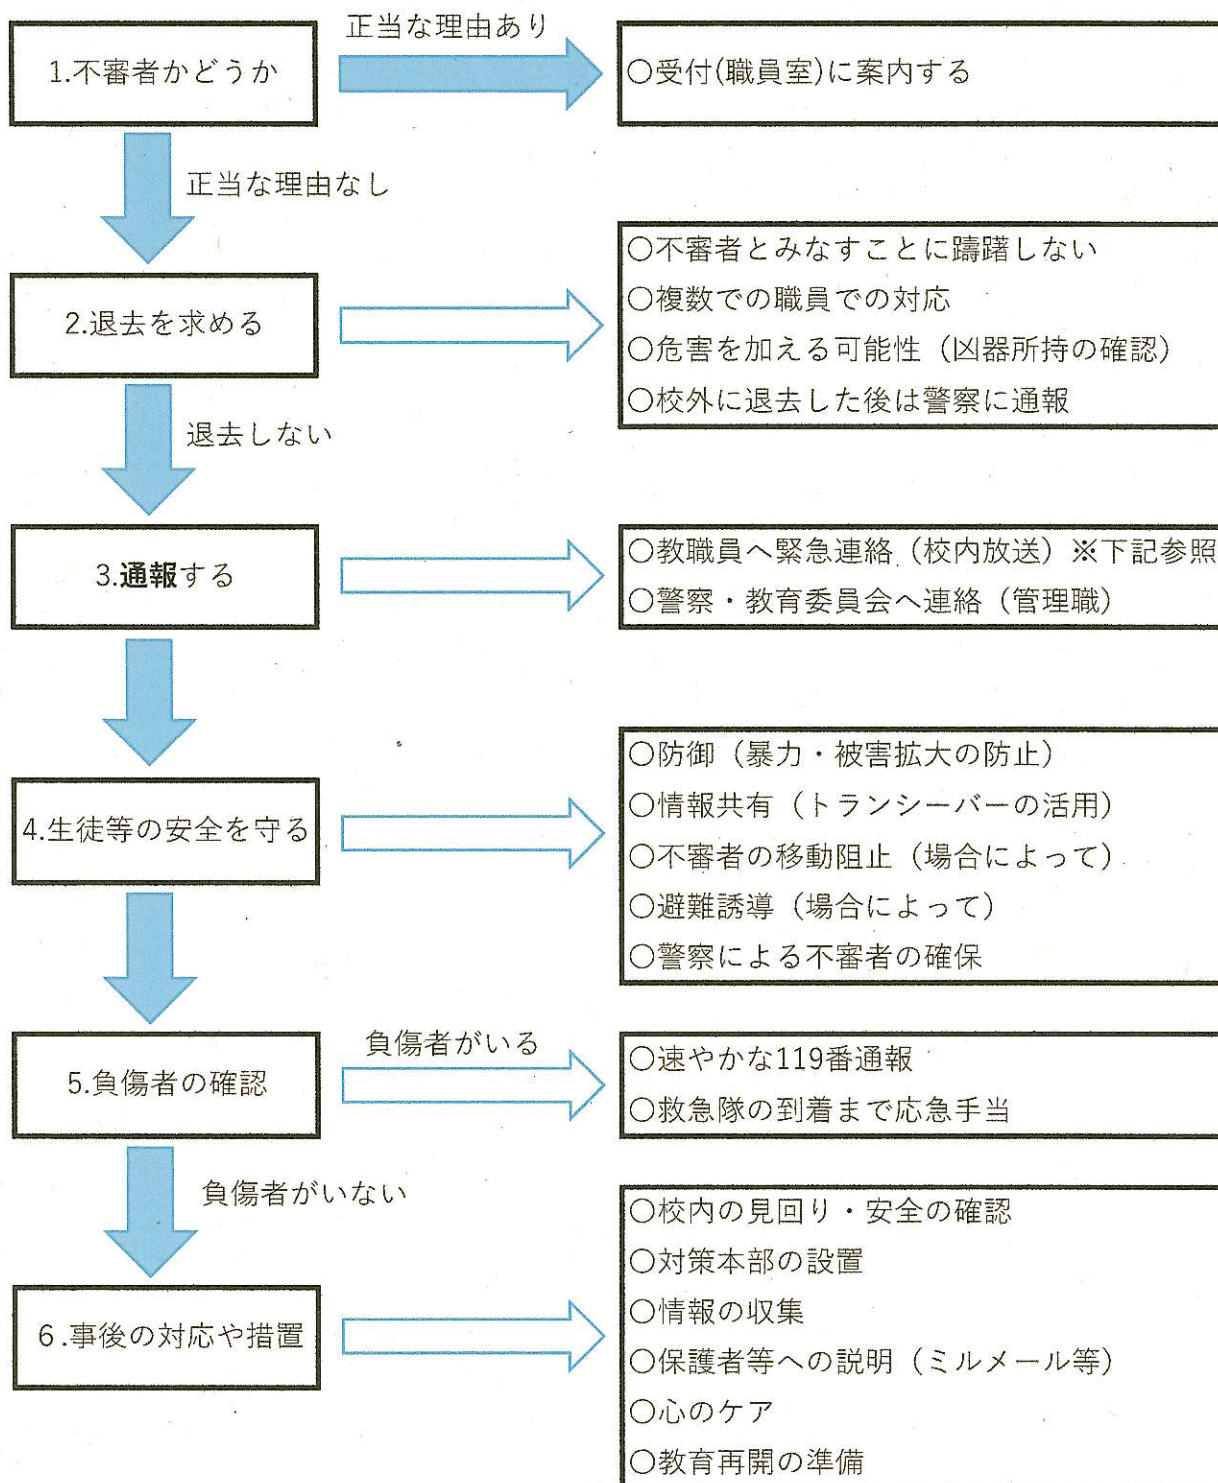 正当な理由あり
1.不審者かどうか
○受付(職員室)に案内する
正当な理由なし
2.退去を求める
○不審者とみなすことに躊躇しない
○複数での職員での対応
○危害を加える可能性（凶器所持の確認）
○校外に退去した後は警察に通報
退去しない
3.通報する
○教職員へ緊急連絡（校内放送）※下記参照
○警察・教育委員会へ連絡（管理職）
4.生徒等の安全を守る
○防御（暴力・被害拡大の防止）
○情報共有（トランシーバーの活用）
○不審者の移動阻止（場合によって）
○避難誘導（場合によって）
○警察による不審者の確保
5.負傷者の確認
負傷者がいる
○速やかな119番通報
○救急隊の到着まで応急手当
負傷者がいない
６.事後の対応や措置
○校内の見回り・安全の確認
○対策本部の設置
○情報の収集
○保護者等への説明（ミルメール等）
○心のケア
○教育再開の準備